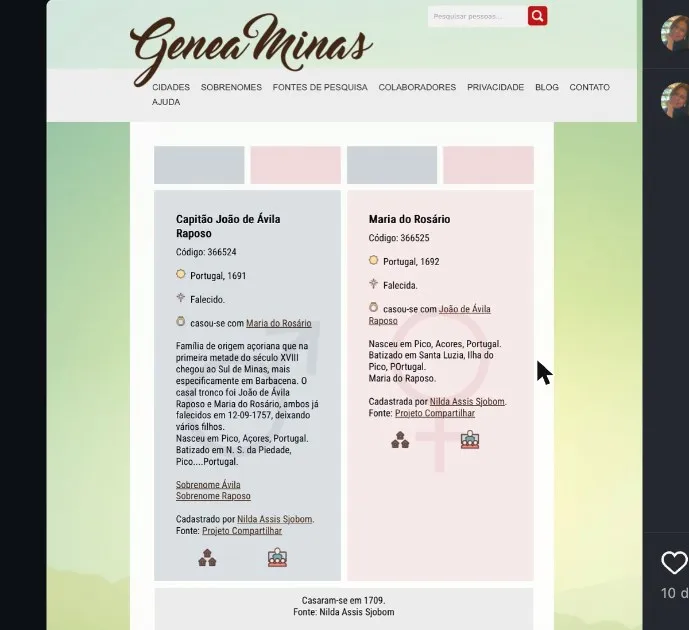 GeneaMinas
Pesquisar pessoas...
CIDADES SOBRENOMES FONTES DE PESQUISA COLABORADORES PRIVACIDADE BLOG CONTATO
AJUDA
Capitão João de Ávila
Raposo
Código: 366524
Portugal, 1691
Falecido.
casou-se com Maria do Rosário
Família de origem açoriana que na
primeira metade do século XVIII
chegou ao Sul de Minas, mais
especificamente em Barbacena. O
casal tronco foi João de Ávila
Raposo e Maria do Rosário, ambos já
falecidos em 12-09-1757, deixando
vários filhos.
Nasceu em Pico, Açores, Portugal.
Batizado em N. S. da Piedade,
Pico....Portugal.
Sobrenome Ávila
Sobrenome Raposo
Cadastrado por Nilda Assis Sjobom.
Fonte: Projeto Compartilhar
Maria do Rosário
Código: 366525
Portugal, 1692
Falecida.
casou-se com João de Ávila
Raposo
Nasceu em Pico, Acores, Portugal.
Batizado em Santa Luzia, Ilha do
Pico, POrtugal.
Maria do Raposo.
Cadastrada por Nilda Assis Sjobom.
Fonte: Projeto Compartilhar
Casaram-se em 1709.
Fonte: Nilda Assis Sjobom
10 d